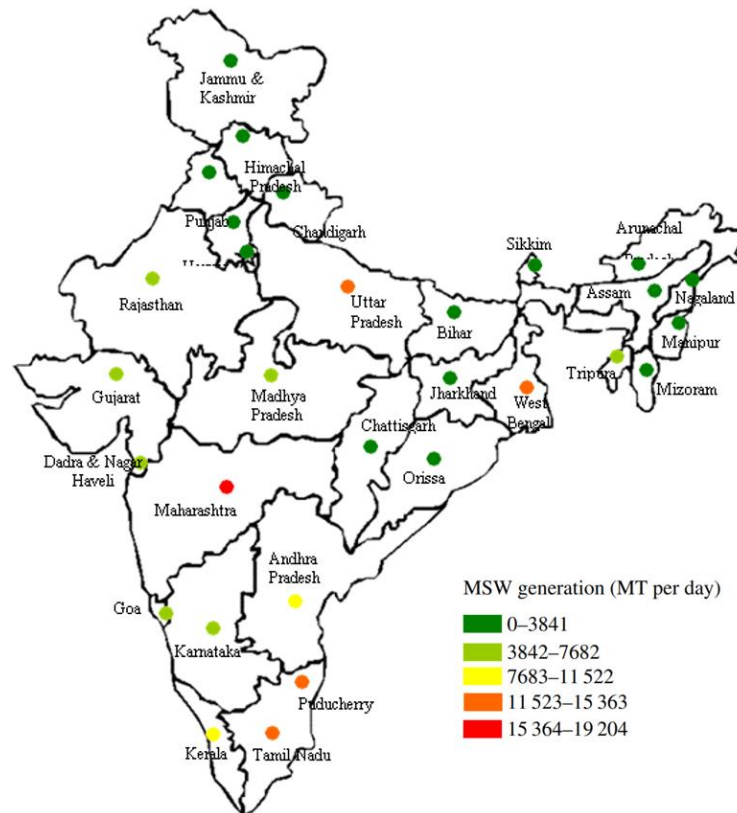 Jammu &
Kashmir
Himachal
Pradesh
Punjab
Chandigarh
Arunachal
Sikkim
Assam
Nagaland
Rajasthan
Uttar
Pradesh
Bihar
Manipur
Tripura
Mizoram
Gujarat
Madhya
Pradesh
Jharkhand
West
Bengal
Chattisgarh
Dadra & Nagar
Haveli
Orissa
Maharashtra
Andhra
Pradesh
Goa
Karnataka
Puducherry
Kerala
Tamil Nadu
MSW generation (MT per day)
0–3841
3842–7682
7683–11 522
11 523–15 363
15 364–19 204